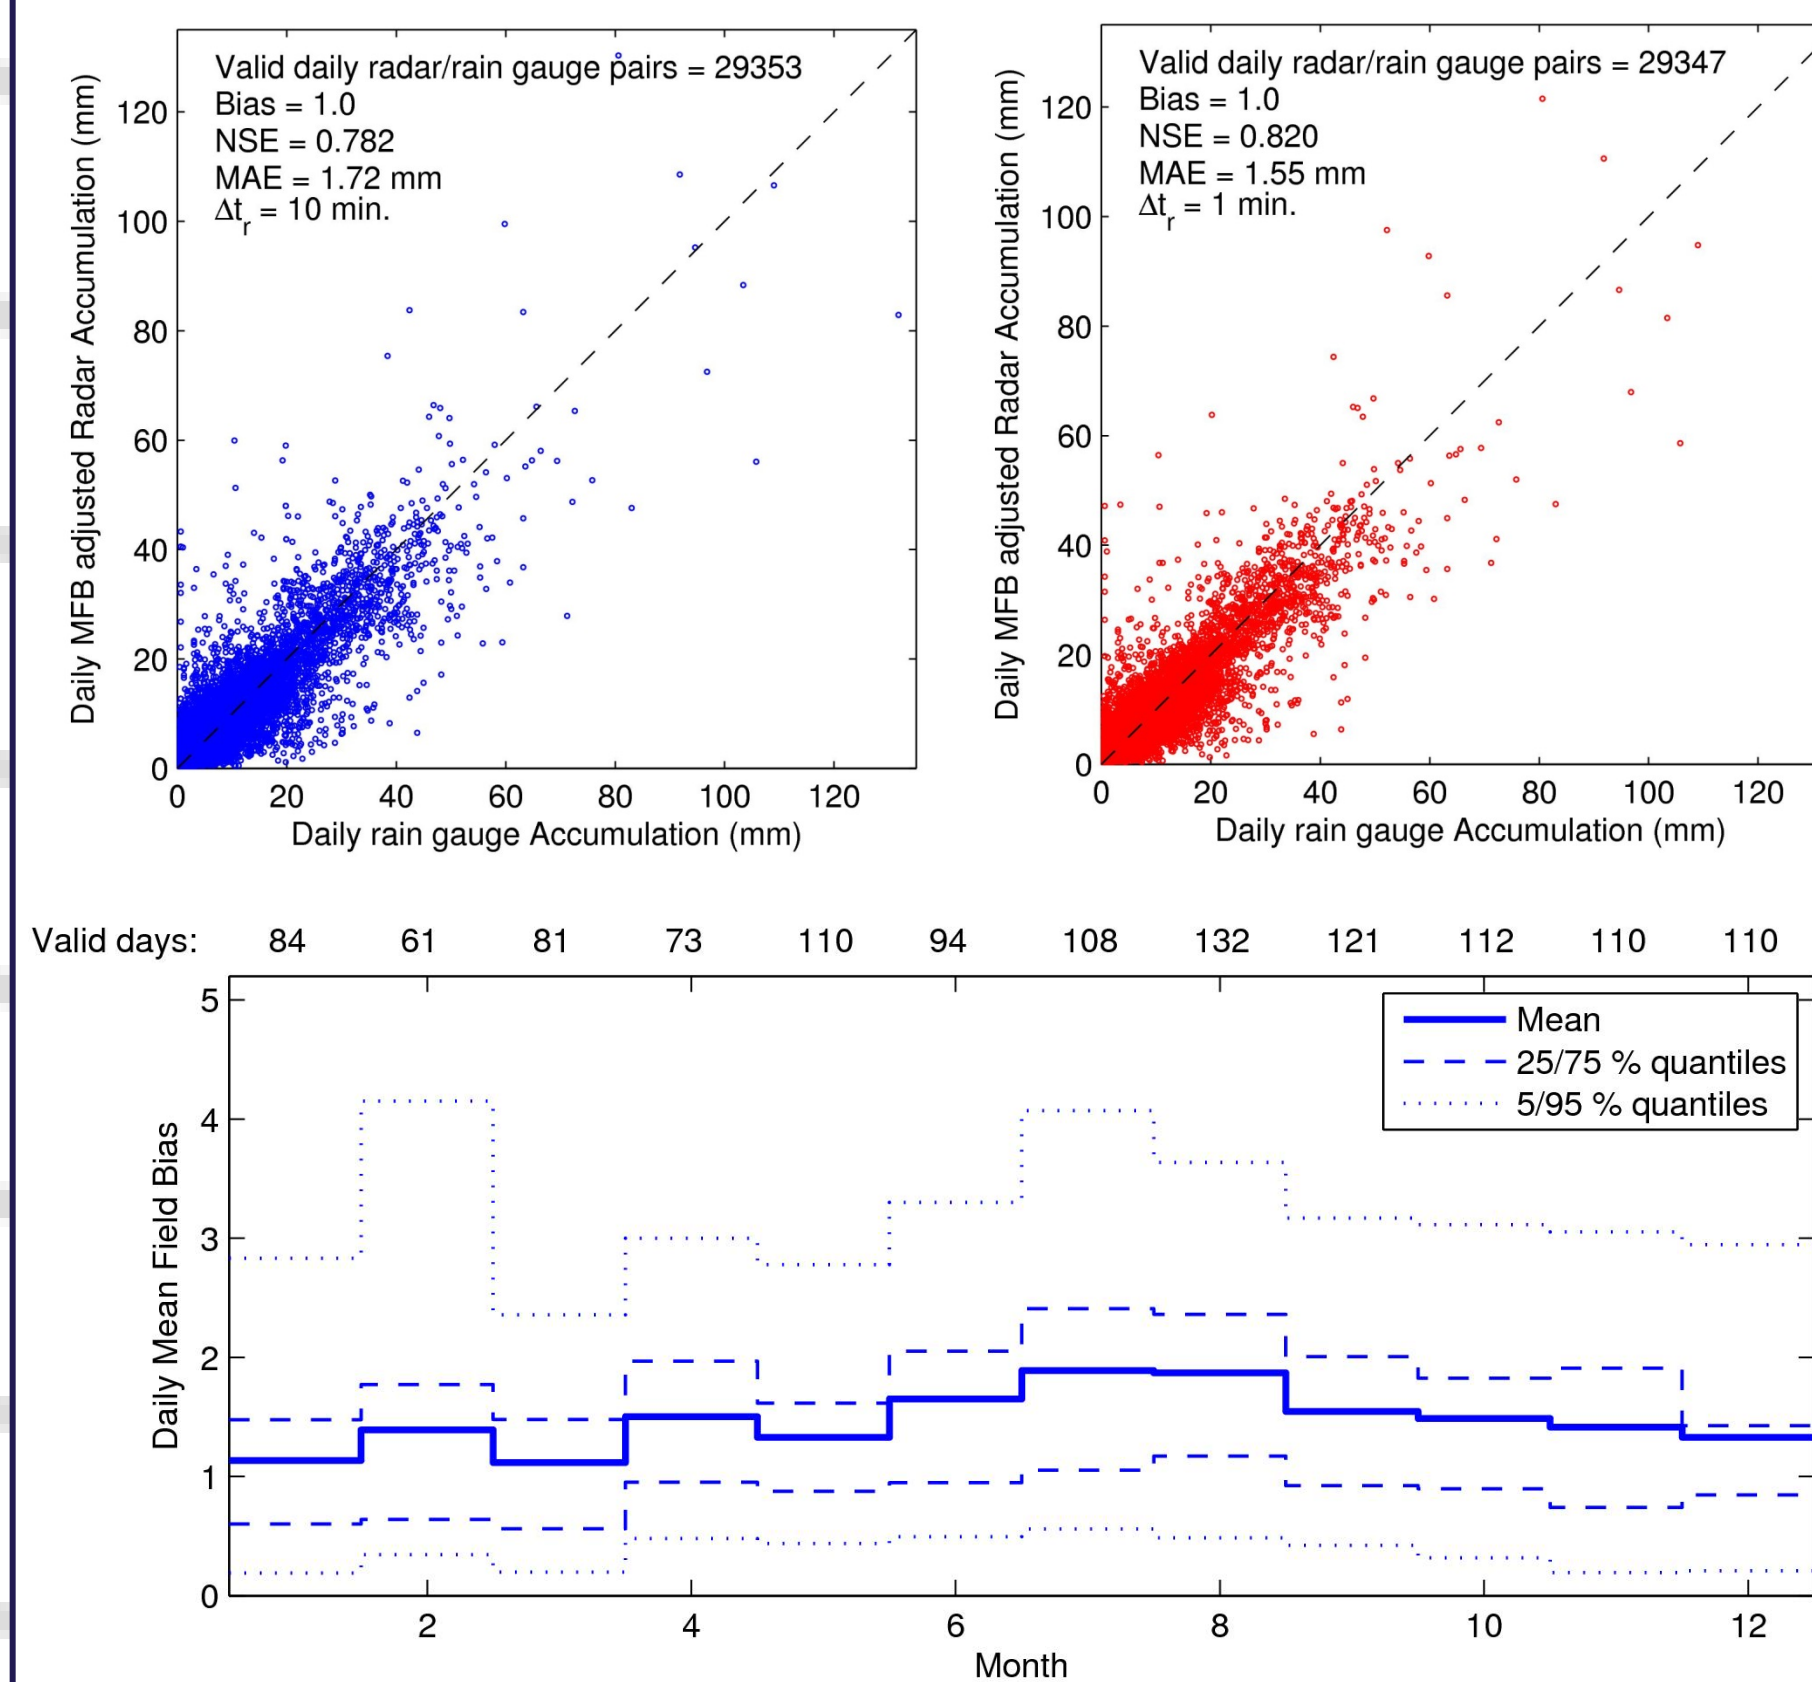 Valid daily radar/rain gauge pairs = 29353
Bias = 1.0
NSE = 0.782
MAE = 1.72 mm
Δtr = 10 min.
Daily MFB adjusted Radar Accumulation (mm)
120
100
80
60
40
20
0
0 20 40 60 80 100 120
Daily rain gauge Accumulation (mm)
Valid daily radar/rain gauge pairs = 29347
Bias = 1.0
NSE = 0.820
MAE = 1.55 mm
Δtr = 1 min.
Daily MFB adjusted Radar Accumulation (mm)
120
100
80
60
40
20
0
0 20 40 60 80 100 120
Daily rain gauge Accumulation (mm)
Valid days: 84 61 81 73 110 94 108 132 121 112 110 110
Mean
25/75 % quantiles
5/95 % quantiles
Daily Mean Field Bias
5
4
3
2
1
0
2 4 6 8 10 12
Month